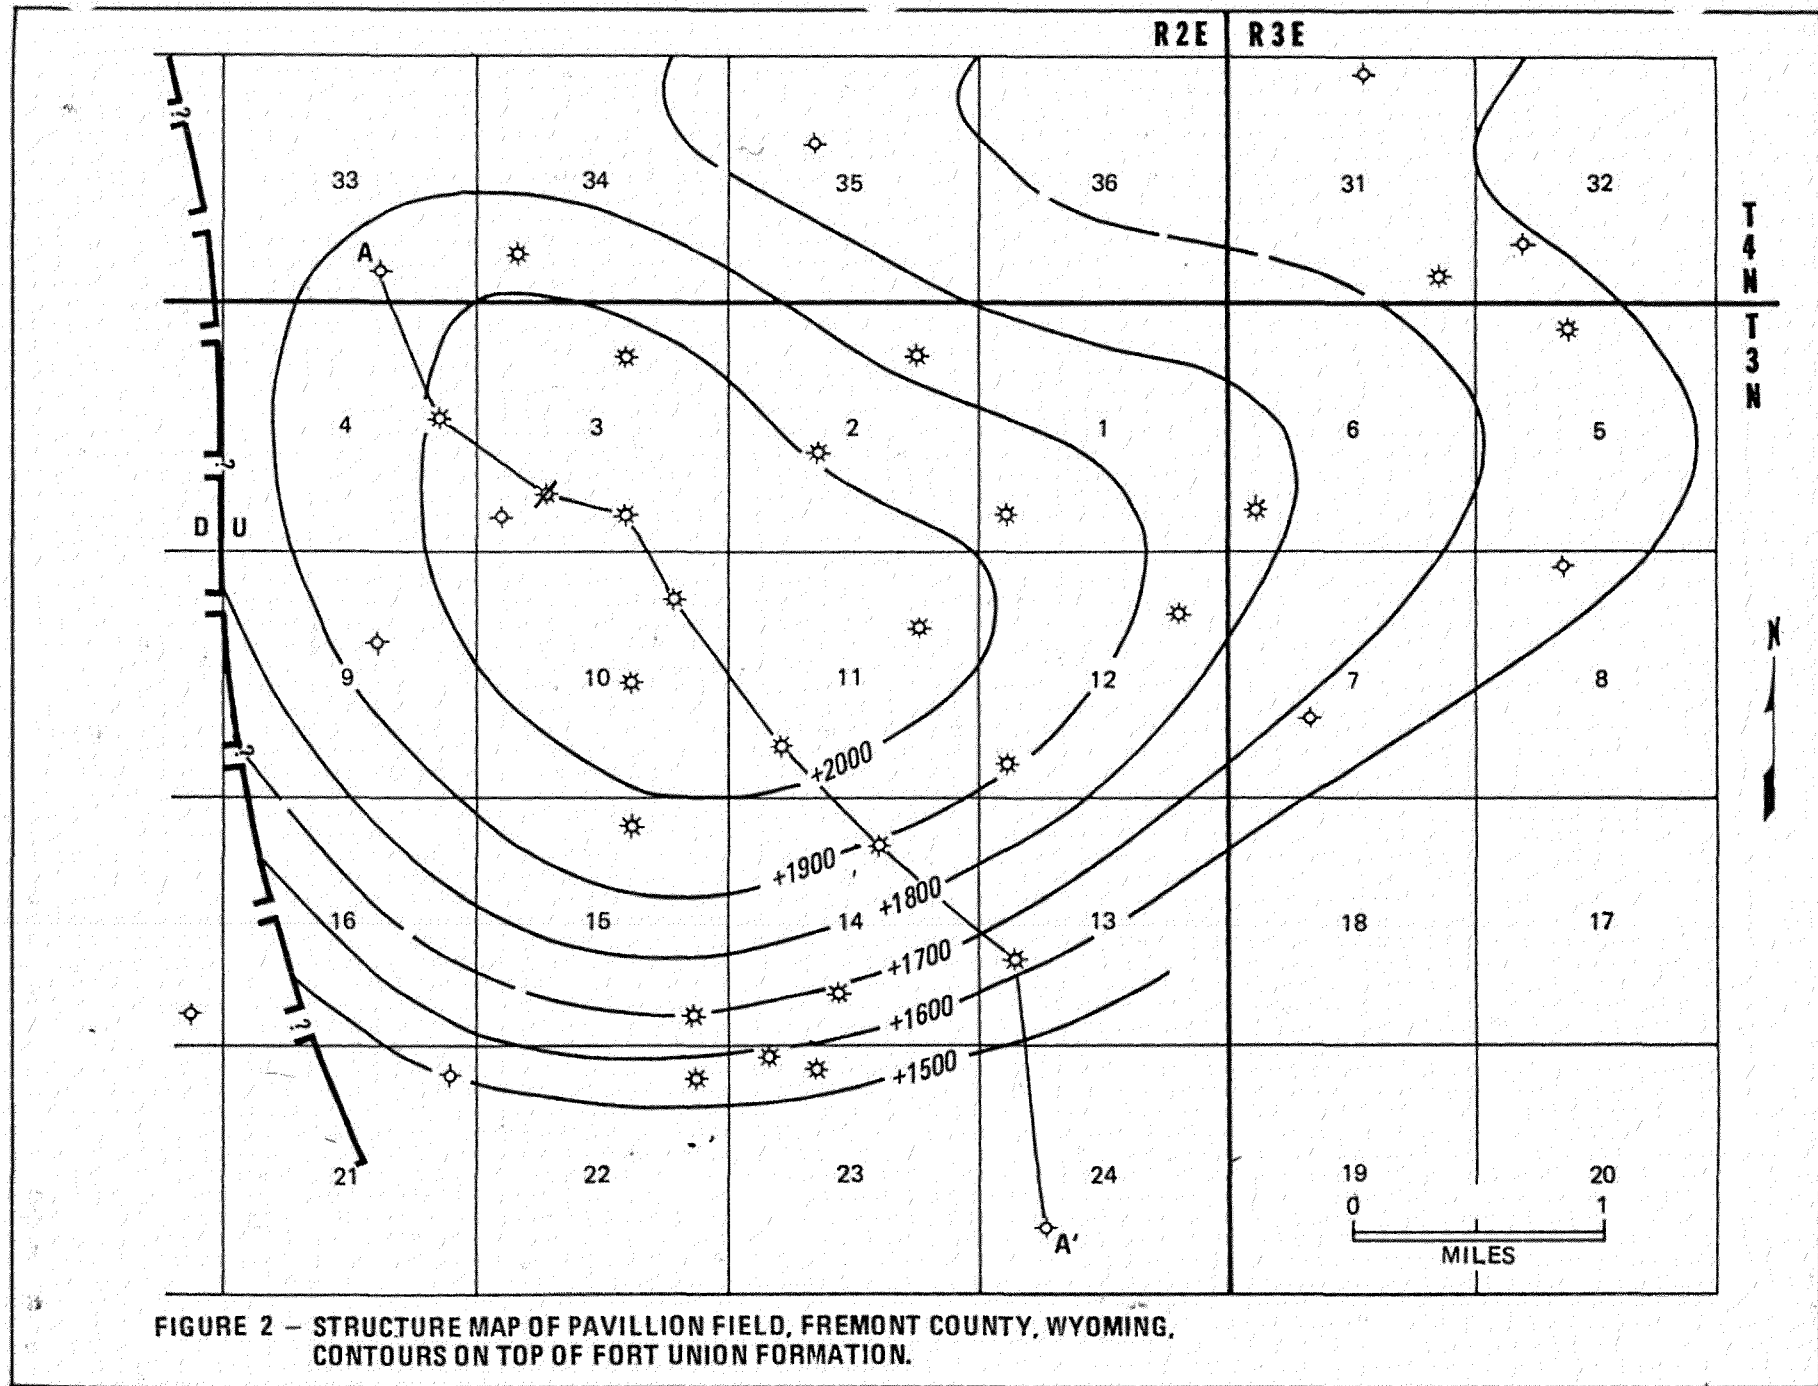 R2E R3E
?
33 34 35 36 31 32
T4N
A
T3N
4 3 2 1 6 5
?
D U
N
9 10 11 12 7 8
?
+2000
+1900
+1800
16 15 14 13 18 17
+1700
+1600
?
+1500
21 22 23 24 19 20
0 1
A'
MILES
FIGURE 2 – STRUCTURE MAP OF PAVILLION FIELD, FREMONT COUNTY, WYOMING,
CONTOURS ON TOP OF FORT UNION FORMATION.